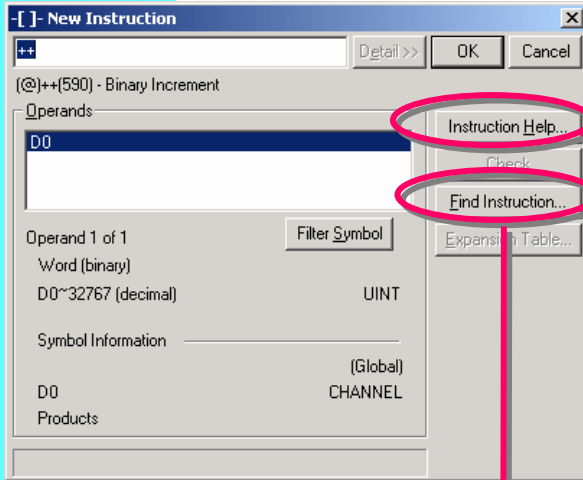 -[ ]- New Instruction
++
Detail >>
OK
Cancel
(@)++(590) - Binary Increment
Operands
D0
Instruction Help...
Check
Find Instruction...
Expansion Table...
Operand 1 of 1
Filter Symbol
Word (binary)
D0~32767 (decimal) UINT
Symbol Information
(Global)
D0 CHANNEL
Products